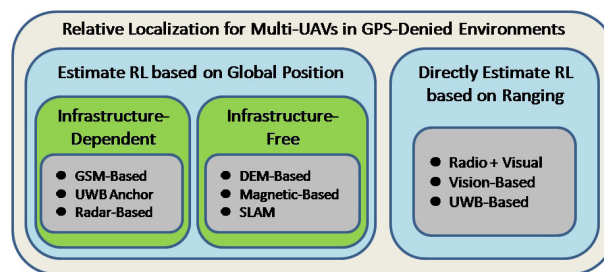 Relative Localization for Multi-UAVs in GPS-Denied Environments
Estimate RL based on Global Position
Infrastructure-
Dependent
● GSM-Based
● UWB Anchor
● Radar-Based
Infrastructure-
Free
● DEM-Based
● Magnetic-Based
● SLAM
Directly Estimate RL
based on Ranging
● Radio + Visual
● Vision-Based
● UWB-Based